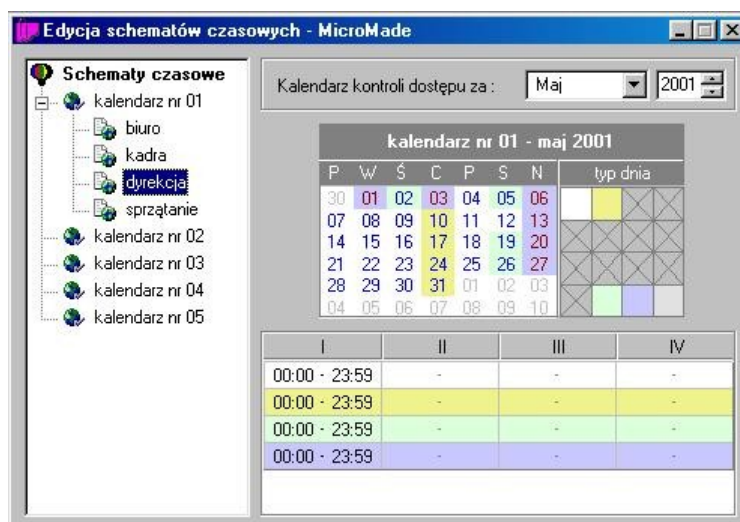 Edycja schematów czasowych - MicroMade
Schematy czasowe
kalendarz nr 01
biuro
kadra
dyrekcja
sprzątanie
kalendarz nr 02
kalendarz nr 03
kalendarz nr 04
kalendarz nr 05
Kalendarz kontroli dostępu za : Maj 2001
kalendarz nr 01 - maj 2001
P W Ś C P S N typ dnia
30 01 02 03 04 05 06
07 08 09 10 11 12 13
14 15 16 17 18 19 20
21 22 23 24 25 26 27
28 29 30 31 01 02 03
04 05 06 07 08 09 10
I II III IV
00:00 - 23:59 - - -
00:00 - 23:59 - - -
00:00 - 23:59 - - -
00:00 - 23:59 - - -